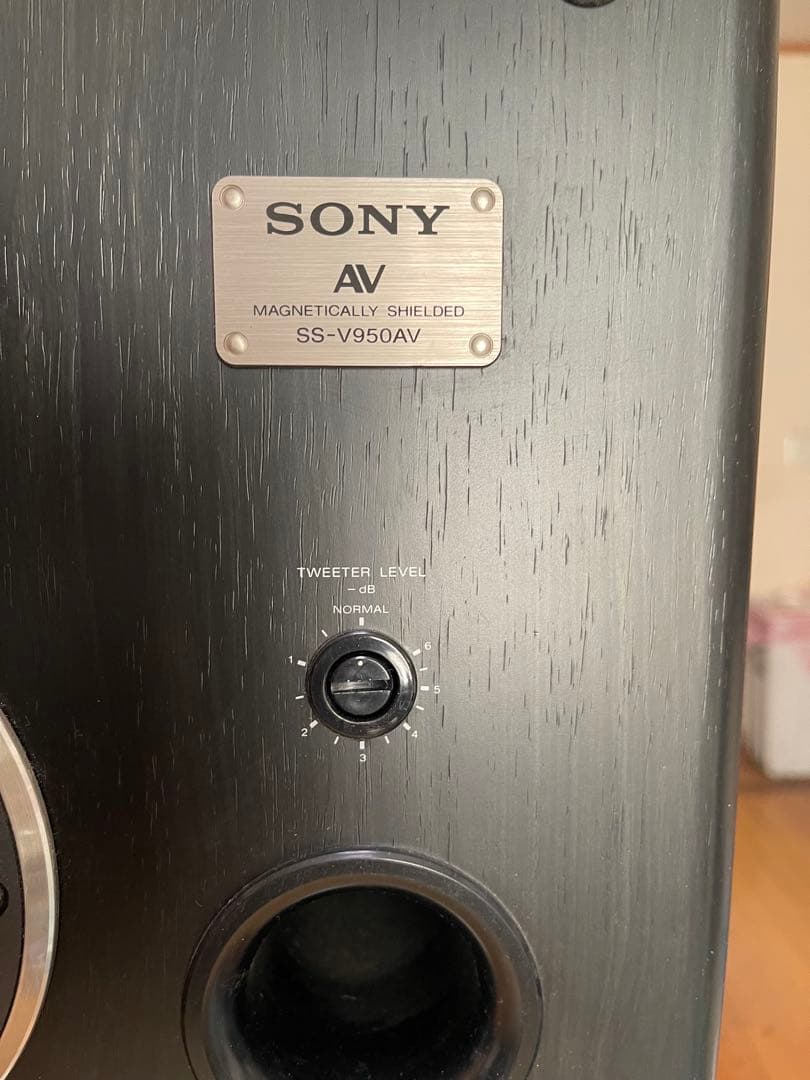 SONY
AV
MAGNETICALLY SHIELDED
SS-V950AV
TWEETER LEVEL
－dB
NORMAL
1
6
5
2
4
3